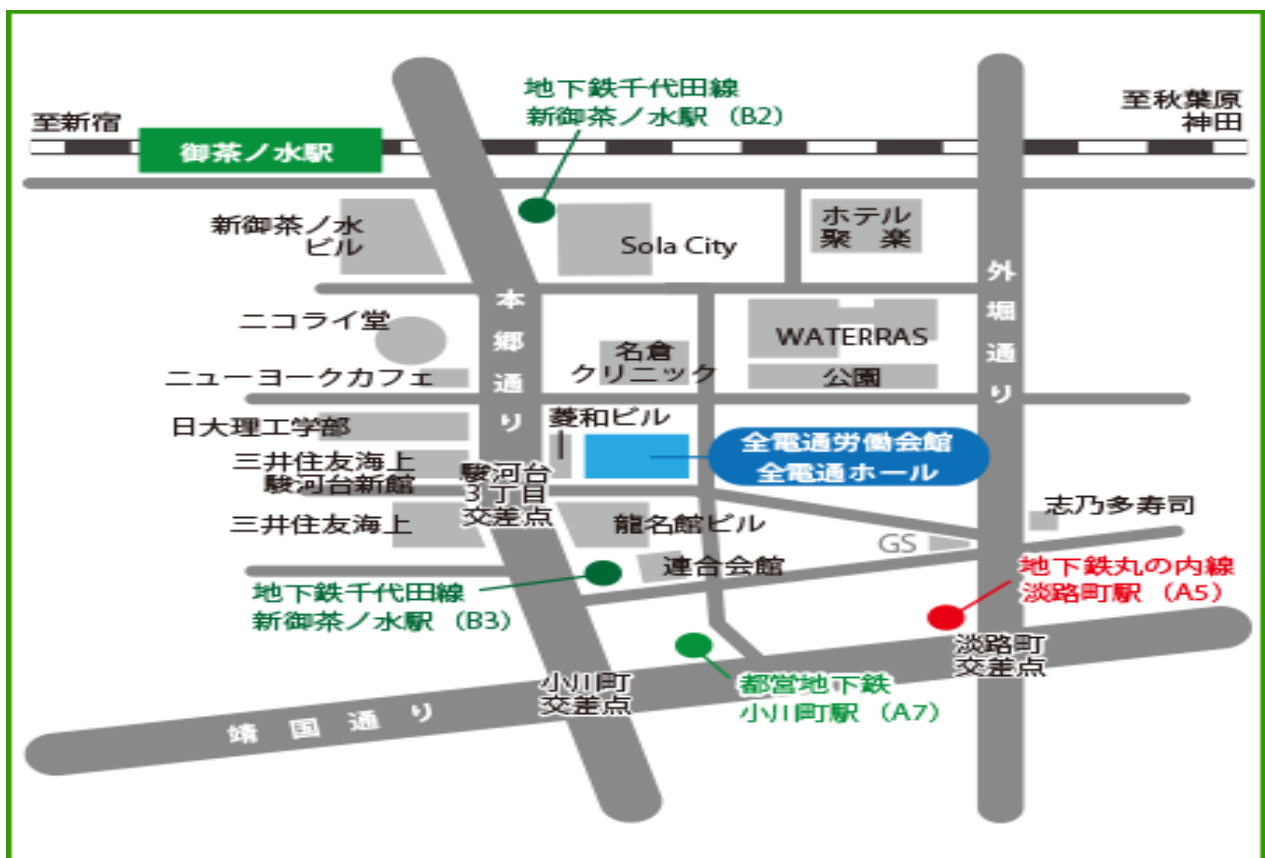 地下鉄千代田線
新御茶ノ水駅（B2）
至秋葉原
神田
至新宿
御茶ノ水駅
新御茶ノ水
ビル
Sola City
ホテル
聚　楽
外堀通り
本郷通り
ニコライ堂
WATERRAS
名倉
クリニック
ニューヨークカフェ
公園
菱和ビル
日大理工学部
全電通労働会館
全電通ホール
三井住友海上
駿河台新館
駿河台
3丁目
交差点
三井住友海上
龍名館ビル
志乃多寿司
GS
連合会館
地下鉄丸の内線
淡路町駅（A5）
地下鉄千代田線
新御茶ノ水駅（B3）
淡路町
交差点
小川町
交差点
都営地下鉄
小川町駅（A7）
靖国通り